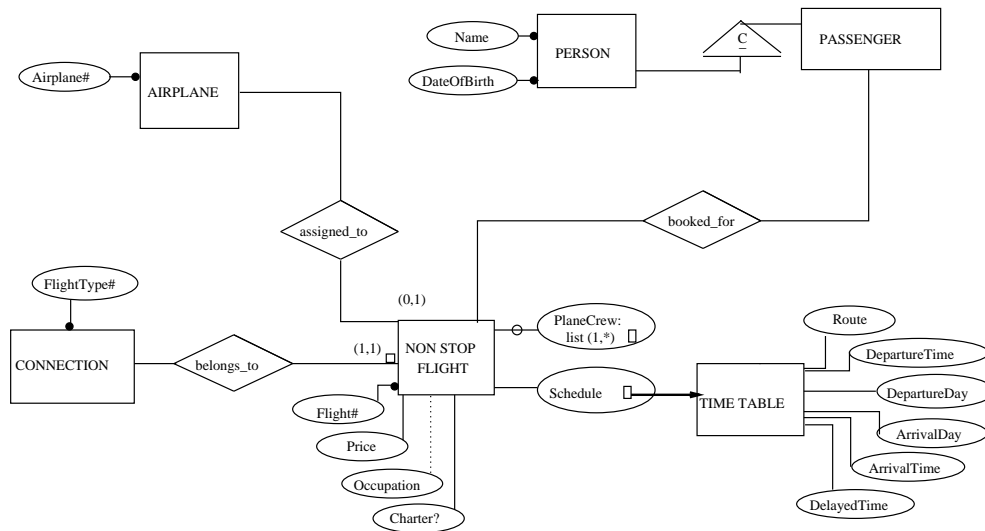 Name
C
PASSENGER
PERSON
Airplane#
DateOfBirth
AIRPLANE
booked_for
assigned_to
FlightType#
(0,1)
PlaneCrew:
list (1,*)
Route
(1,1)
NON STOP
FLIGHT
DepartureTime
CONNECTION
belongs_to
Schedule
DepartureDay
TIME TABLE
Flight#
ArrivalDay
Price
ArrivalTime
Occupation
DelayedTime
Charter?